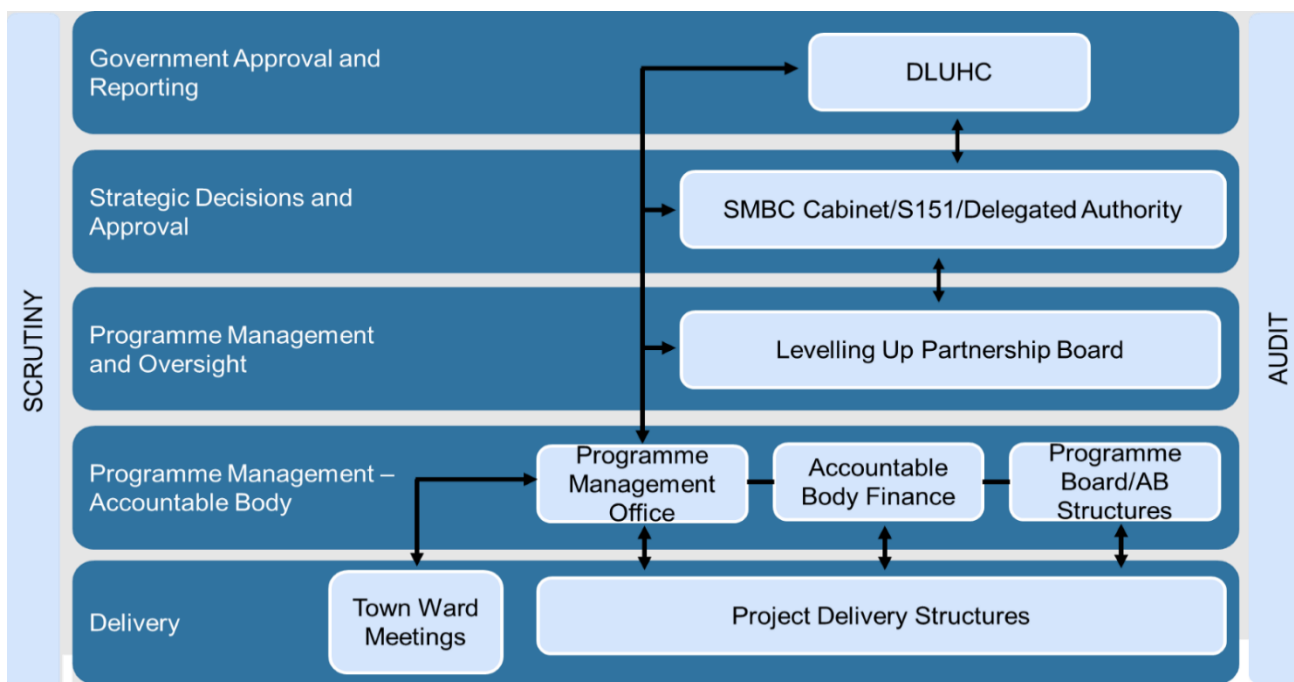 SCRUTINY
Government Approval and
Reporting
DLUHC
Strategic Decisions and
Approval
SMBC Cabinet/S151/Delegated Authority
Programme Management
and Oversight
Levelling Up Partnership Board
Programme Management –
Accountable Body
Programme
Management
Office
Accountable
Body Finance
Programme
Board/AB
Structures
Delivery
Town Ward
Meetings
Project Delivery Structures
AUDIT